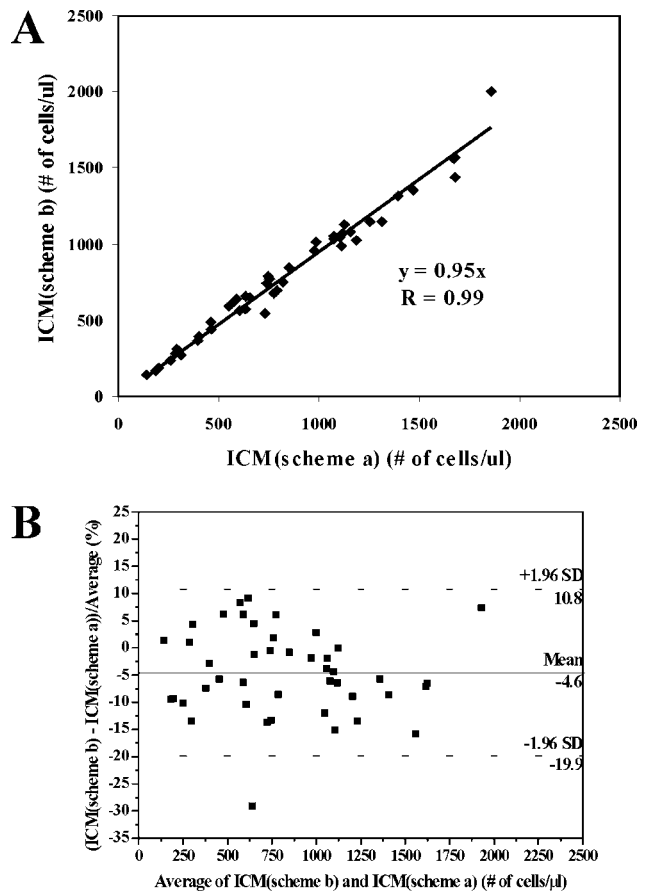 A
2500
2000
1500
1000
500
0
ICM(scheme b) (# of cells/ul)
y = 0.95x
R = 0.99
0 500 1000 1500 2000 2500
ICM(scheme a) (# of cells/ul)
B
25
20
15
10
5
0
-5
-10
-15
-20
-25
-30
-35
(ICM(scheme b) - ICM(scheme a))/Average (%)
+1.96 SD
10.8
Mean
-4.6
-1.96 SD
-19.9
0 250 500 750 1000 1250 1500 1750 2000 2250 2500
Average of ICM(scheme b) and ICM(scheme a) (# of cells/μl)